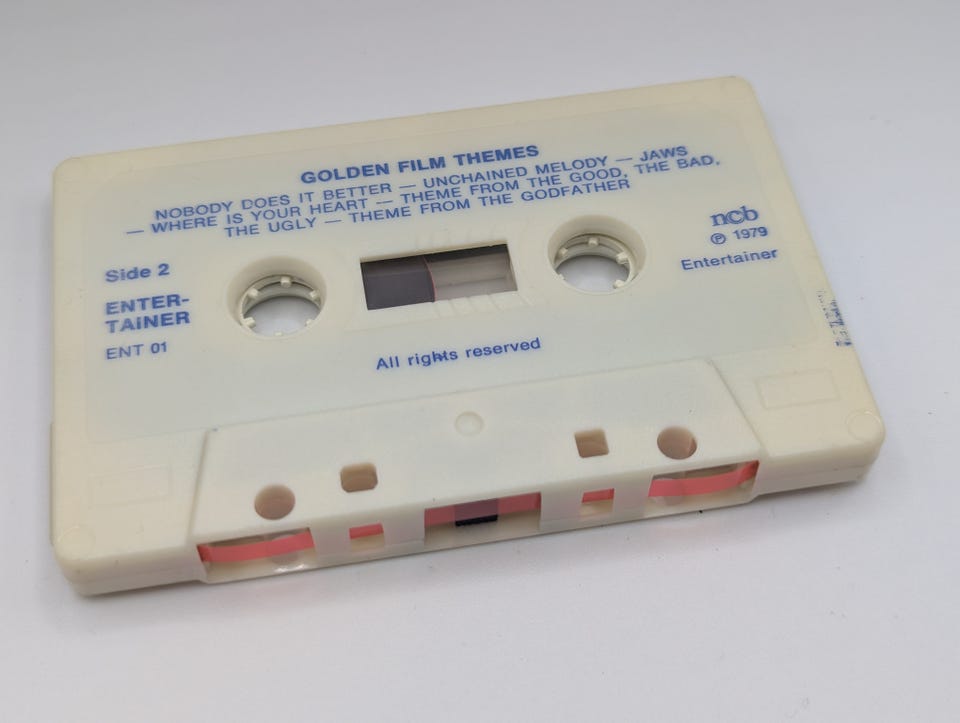 GOLDEN FILM THEMES
NOBODY DOES IT BETTER — UNCHAINED MELODY — JAWS
— WHERE IS YOUR HEART — THEME FROM THE GOOD, THE BAD,
THE UGLY — THEME FROM THE GODFATHER
ncb
℗ 1979
Entertainer
Side 2
ENTER-
TAINER
ENT 01
All rights reserved